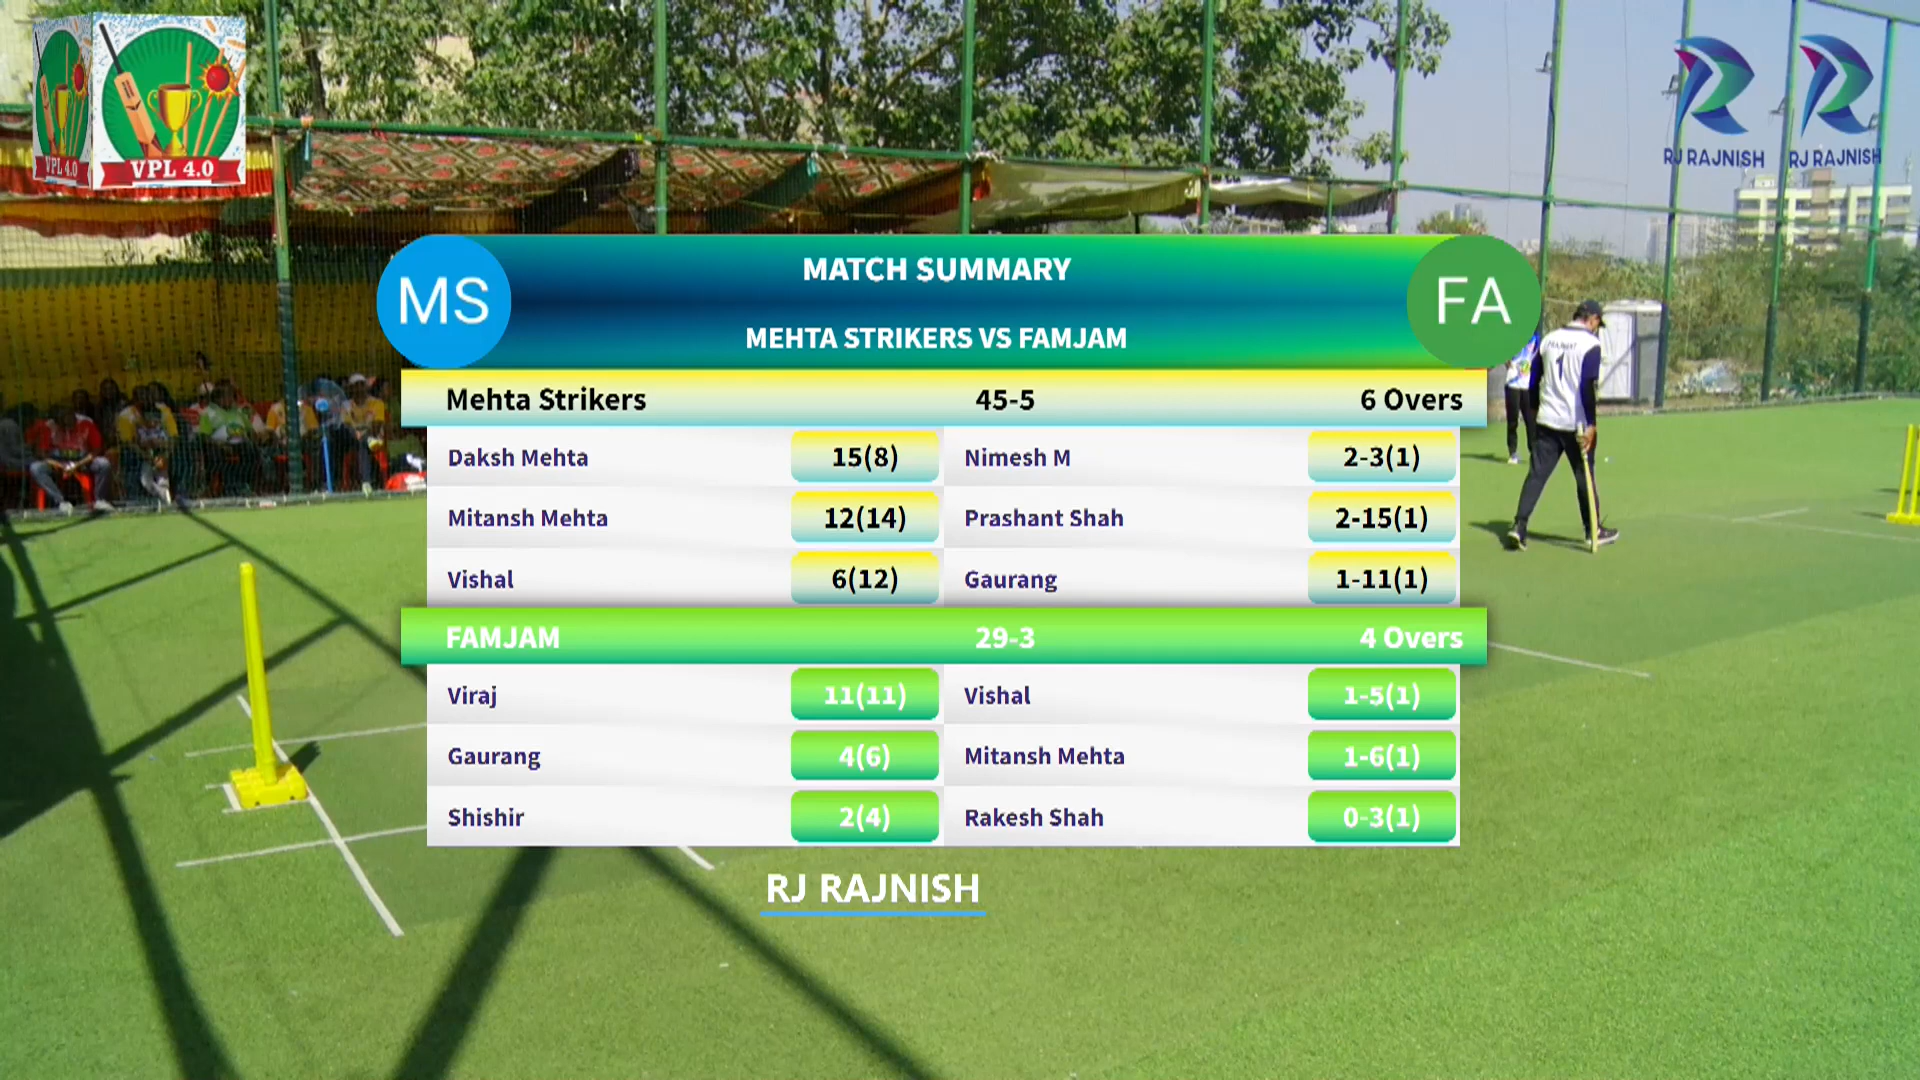 VPL 4.0
VPL 4.0
RJ RAJNISH
RJ RAJNISH
MS
MATCH SUMMARY
FA
MEHTA STRIKERS VS FAMJAM
Mehta Strikers 45-5 6 Overs
Daksh Mehta 15(8) Nimesh M 2-3(1)
Mitansh Mehta 12(14) Prashant Shah 2-15(1)
Vishal 6(12) Gaurang 1-11(1)
FAMJAM 29-3 4 Overs
Viraj 11(11) Vishal 1-5(1)
Gaurang 4(6) Mitansh Mehta 1-6(1)
Shishir 2(4) Rakesh Shah 0-3(1)
RJ RAJNISH
1